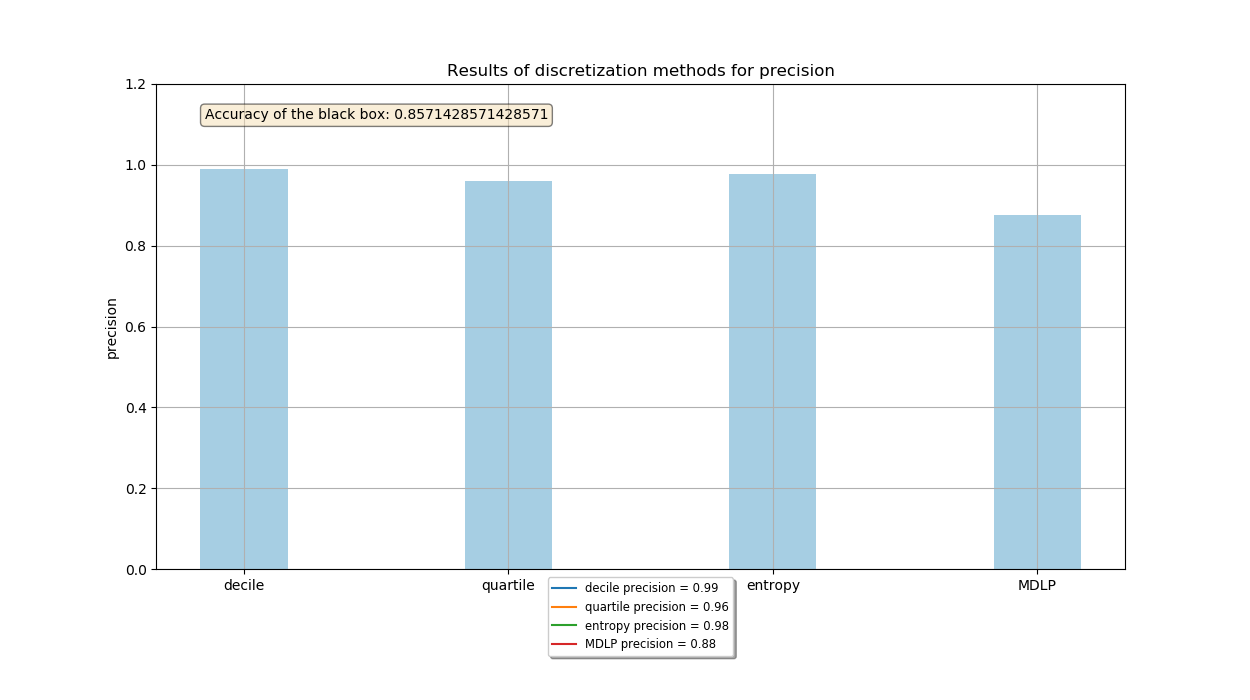 Results of discretization methods for precision
1.2
Accuracy of the black box: 0.8571428571428571
1.0
0.8
0.6
0.4
0.2
0.0
precision
decile
quartile
entropy
MDLP
decile precision = 0.99
quartile precision = 0.96
entropy precision = 0.98
MDLP precision = 0.88